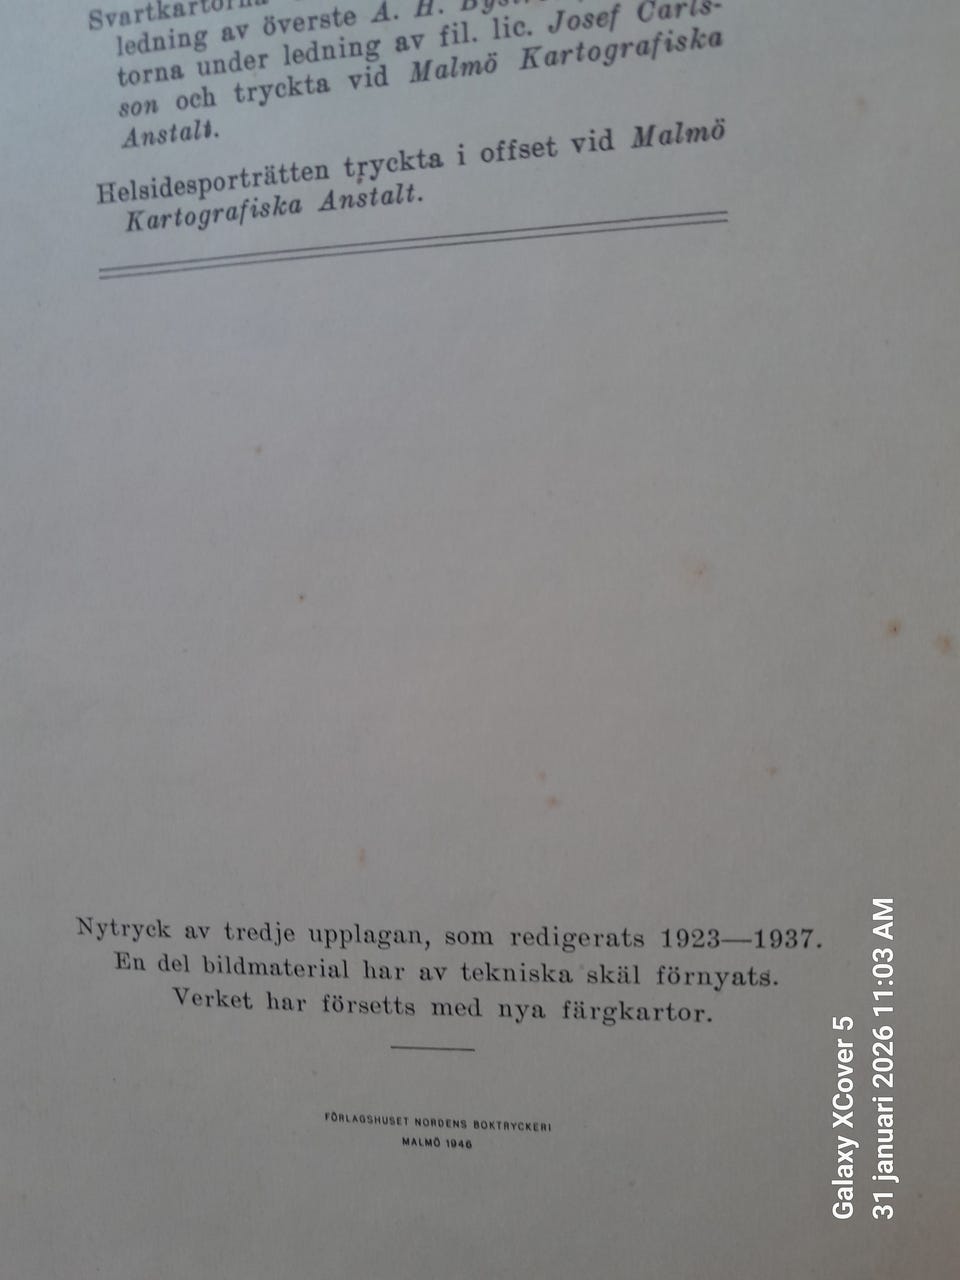 Svartkartorna
ledning av överste A. H.
torna under ledning av fil. lic. Josef Carls-
son och tryckta vid Malmö Kartografiska
Anstalt.
Helsidesporträtten tryckta i offset vid Malmö
Kartografiska Anstalt.
Nytryck av tredje upplagan, som redigerats 1923—1937.
En del bildmaterial har av tekniska skäl förnyats.
Verket har försetts med nya färgkartor.
FÖRLAGSHUSET NORDENS BOKTRYCKERI
MALMÖ 1946
Galaxy XCover 5
31 januari 2026 11:03 AM